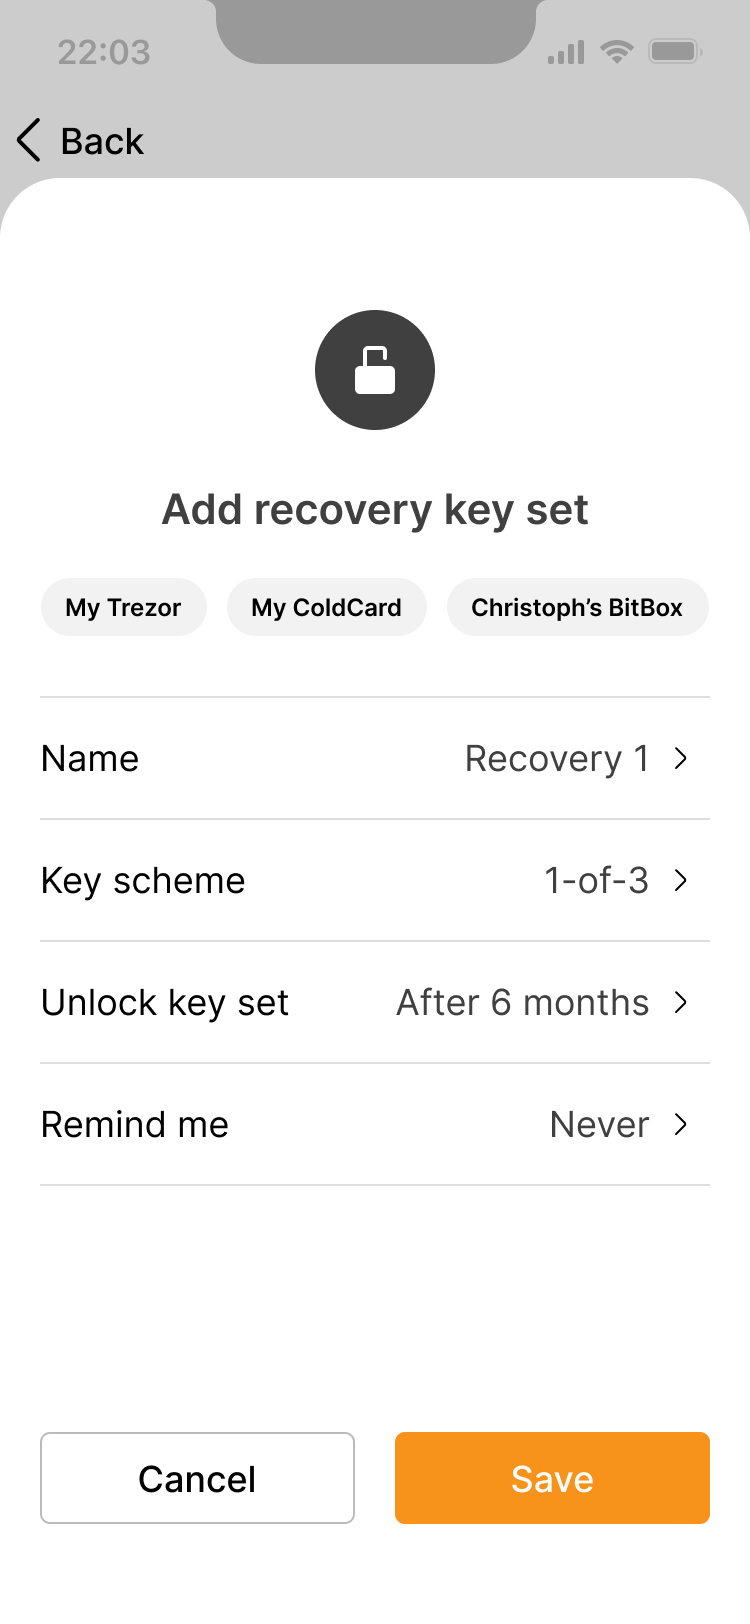 22:03
Back
Add recovery key set
My Trezor My ColdCard Christoph’s BitBox
Name Recovery 1
Key scheme 1-of-3
Unlock key set After 6 months
Remind me Never
Cancel Save